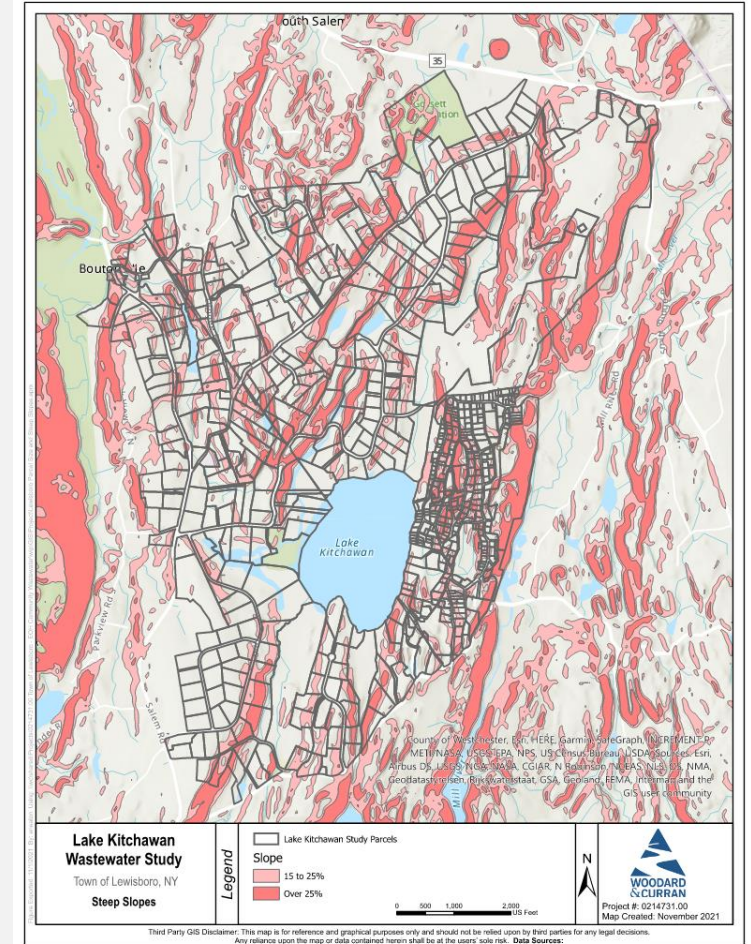 outh Salem
35
Bouton
Lake
Kitchawan
Parkview Rd
Salem Rd
Mill River Rd
County of Westchester, Esri, HERE, Garmin, SafeGraph, INCREMENT P,
METI/NASA, USGS, EPA, NPS, US Census Bureau, USDA, Sources: Esri,
Airbus DS, USGS, NGA, NASA, CGIAR, N Robinson, NCEAS, NLS, OS, NMA,
Geodatastyrelsen, Rijkswaterstaat, GSA, Geoland, FEMA, Intermap and the
GIS user community
Lake Kitchawan
Wastewater Study
Town of Lewisboro, NY
Steep Slopes
Legend
Lake Kitchawan Study Parcels
Slope
15 to 25%
Over 25%
0 500 1,000 2,000
US Feet
N
WOODARD
&CURRAN
Project #: 0214731.00
Map Created: November 2021
Third Party GIS Disclaimer: This map is for reference and graphical purposes only and should not be relied upon by third parties for any legal decisions.
Any reliance upon the map or data contained herein shall be at the users' sole risk. Data Sources: